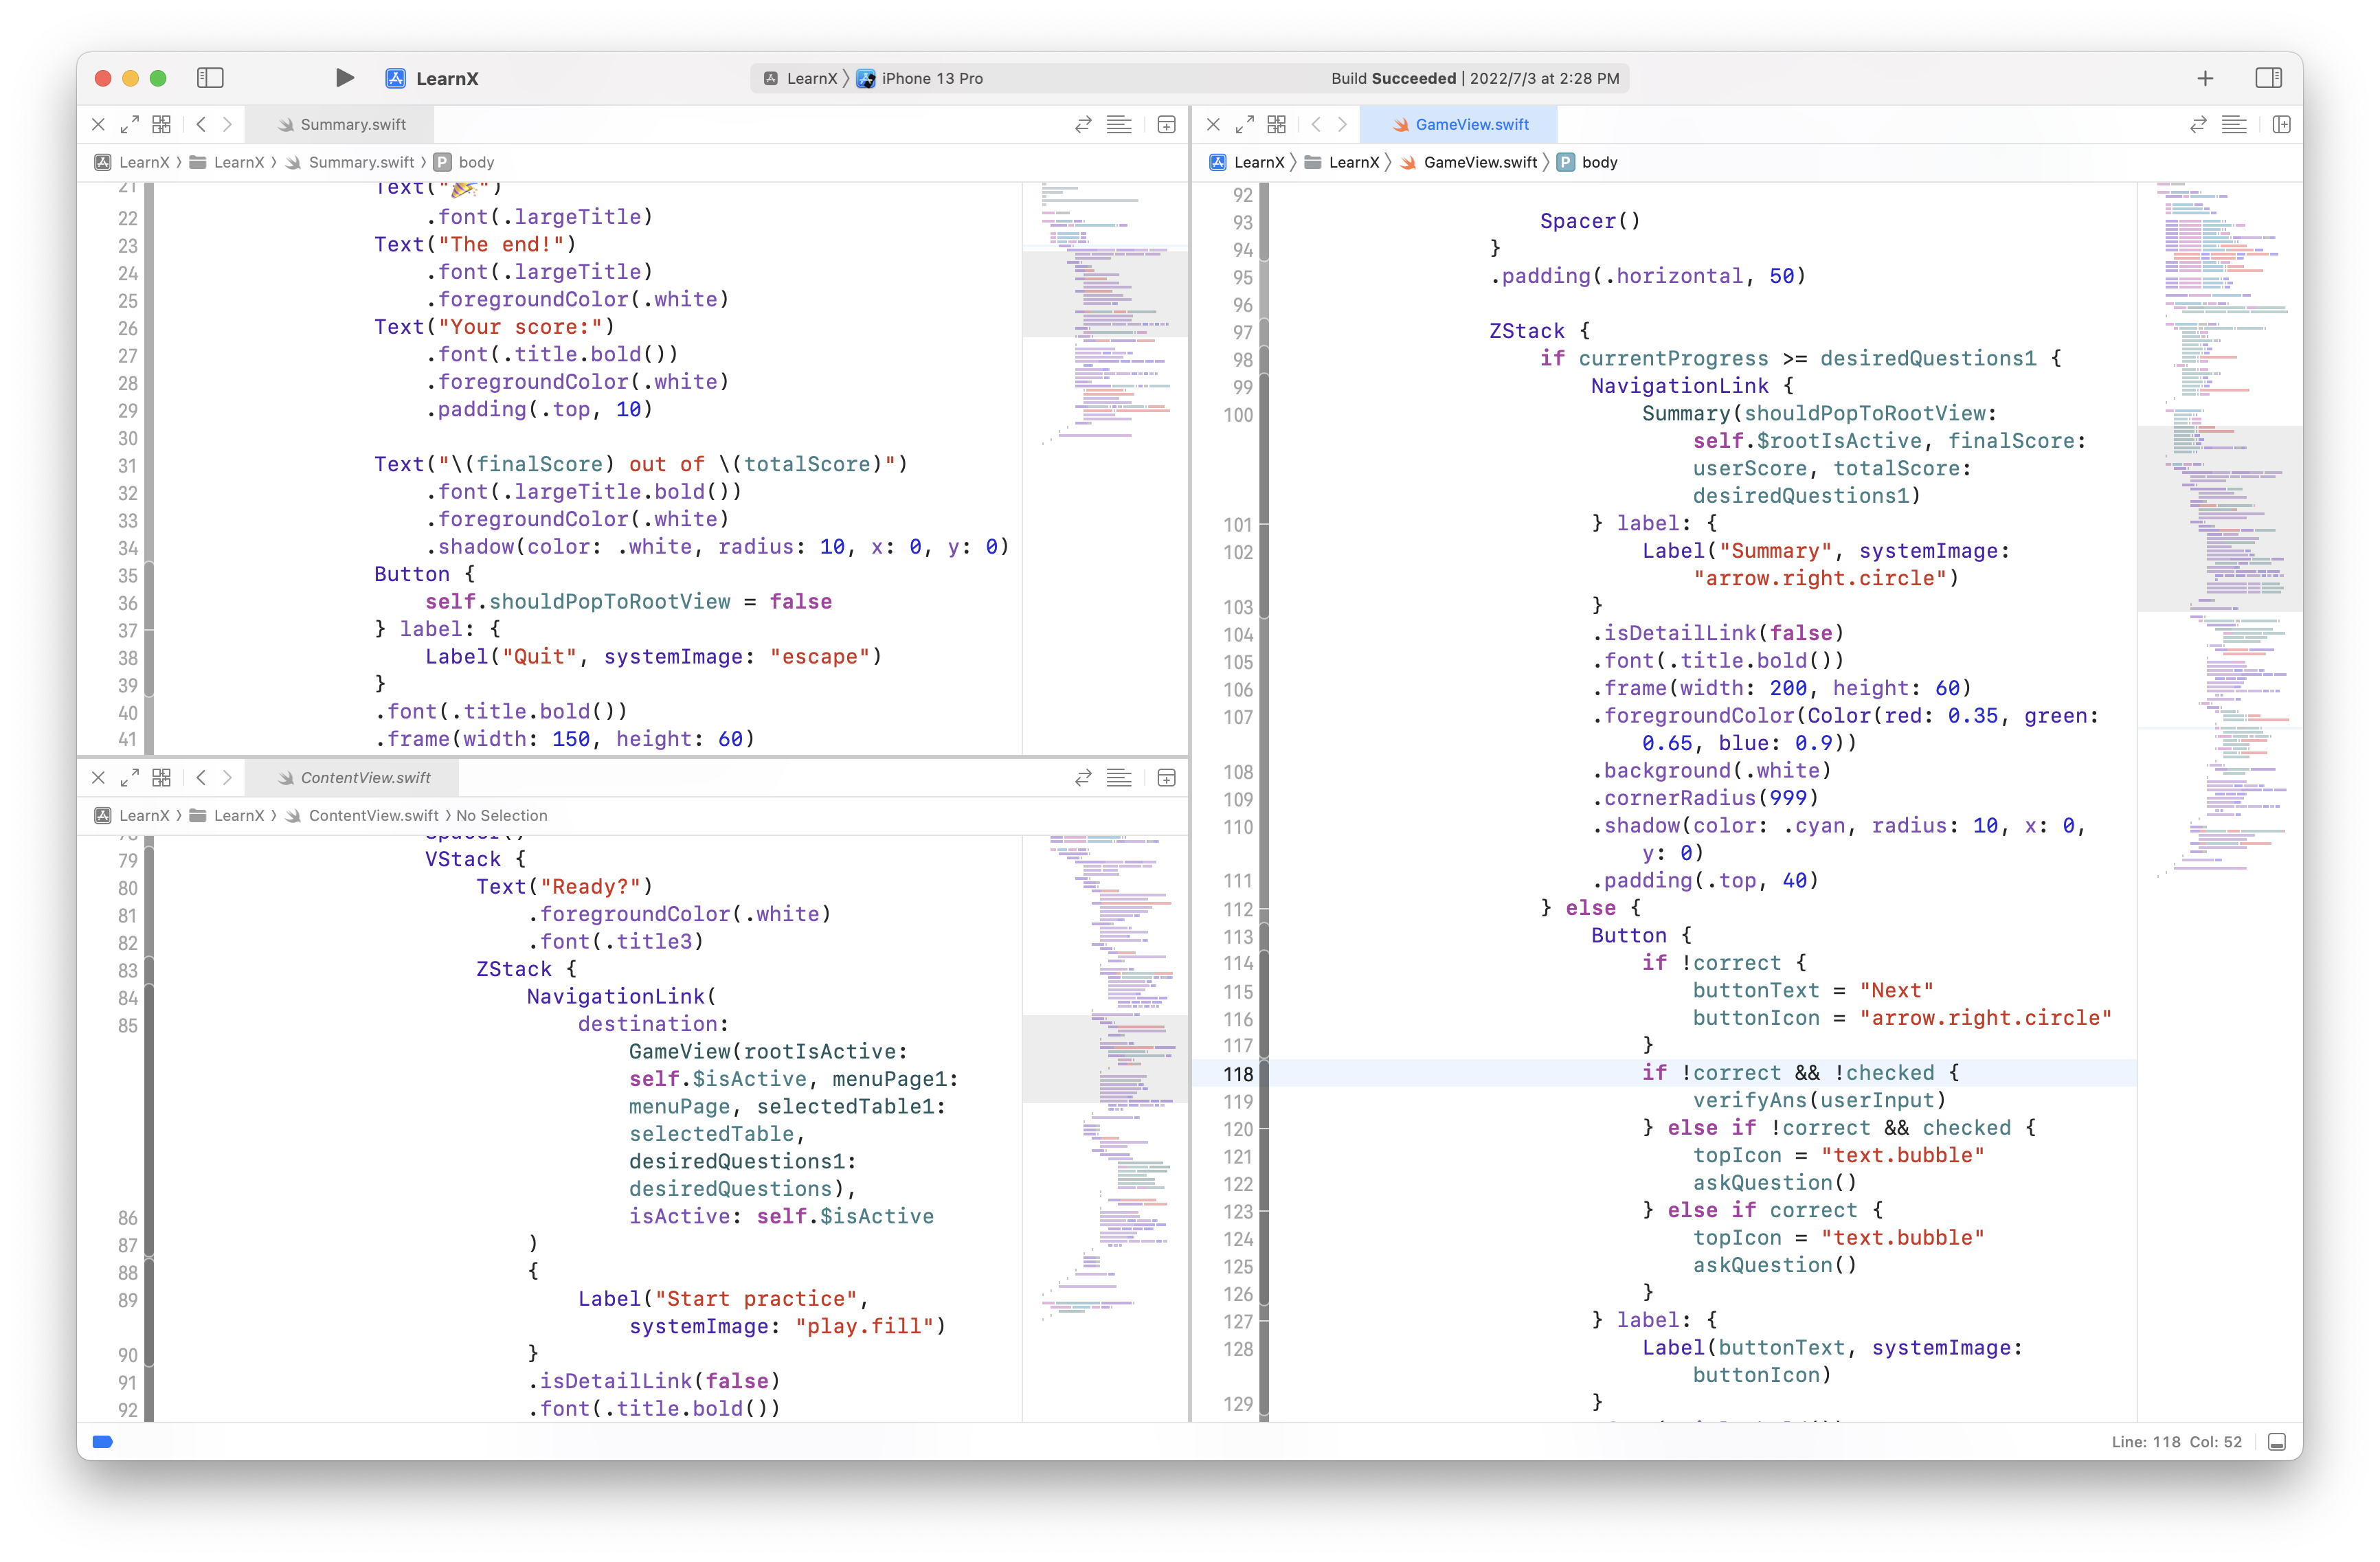 LearnX
LearnX 〉 iPhone 13 Pro
Build Succeeded | 2022/7/3 at 2:28 PM
Summary.swift
LearnX 〉 LearnX 〉 Summary.swift 〉 P body
21 Text("🎉")
22 .font(.largeTitle)
23 Text("The end!")
24 .font(.largeTitle)
25 .foregroundColor(.white)
26 Text("Your score:")
27 .font(.title.bold())
28 .foregroundColor(.white)
29 .padding(.top, 10)
30
31 Text("\(finalScore) out of \(totalScore)")
32 .font(.largeTitle.bold())
33 .foregroundColor(.white)
34 .shadow(color: .white, radius: 10, x: 0, y: 0)
35 Button {
36 self.shouldPopToRootView = false
37 } label: {
38 Label("Quit", systemImage: "escape")
39 }
40 .font(.title.bold())
41 .frame(width: 150, height: 60)
ContentView.swift
LearnX 〉 LearnX 〉 ContentView.swift 〉 No Selection
78 Spacer()
79 VStack {
80 Text("Ready?")
81 .foregroundColor(.white)
82 .font(.title3)
83 ZStack {
84 NavigationLink(
85 destination:
GameView(rootIsActive:
self.$isActive, menuPage1:
menuPage, selectedTable1:
selectedTable,
desiredQuestions1:
desiredQuestions),
86 isActive: self.$isActive
87 )
88 {
89 Label("Start practice",
systemImage: "play.fill")
90 }
91 .isDetailLink(false)
92 .font(.title.bold())
GameView.swift
LearnX 〉 LearnX 〉 GameView.swift 〉 P body
92
93 Spacer()
94 }
95 .padding(.horizontal, 50)
96
97 ZStack {
98 if currentProgress >= desiredQuestions1 {
99 NavigationLink {
100 Summary(shouldPopToRootView:
self.$rootIsActive, finalScore:
userScore, totalScore:
desiredQuestions1)
101 } label: {
102 Label("Summary", systemImage:
"arrow.right.circle")
103 }
104 .isDetailLink(false)
105 .font(.title.bold())
106 .frame(width: 200, height: 60)
107 .foregroundColor(Color(red: 0.35, green:
0.65, blue: 0.9))
108 .background(.white)
109 .cornerRadius(999)
110 .shadow(color: .cyan, radius: 10, x: 0,
y: 0)
111 .padding(.top, 40)
112 } else {
113 Button {
114 if !correct {
115 buttonText = "Next"
116 buttonIcon = "arrow.right.circle"
117 }
118 if !correct && !checked {
119 verifyAns(userInput)
120 } else if !correct && checked {
121 topIcon = "text.bubble"
122 askQuestion()
123 } else if correct {
124 topIcon = "text.bubble"
125 askQuestion()
126 }
127 } label: {
128 Label(buttonText, systemImage:
buttonIcon)
129 }
Line: 118 Col: 52